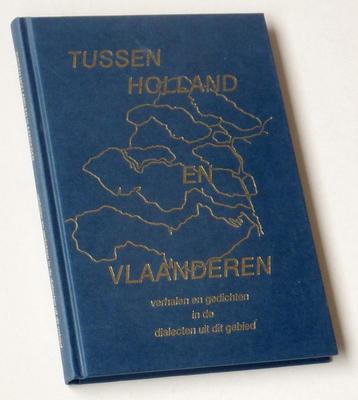 TUSSEN
HOLLAND
EN
VLAANDEREN
verhalen en gedichten
in de
dialecten uit dit gebied